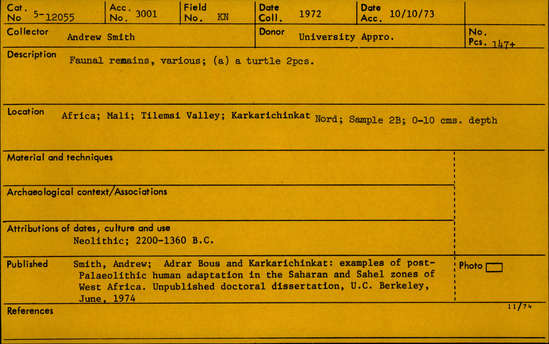 Cat. No 5-12055 Acc. No. 3001 Field No. KN Date Coll. 1972 Date Acc. 10/10/73
Collector Andrew Smith Donor University Appro. No. Pcs. 147+
Description Faunal remains, various; (a) a turtle 2pcs.
Location Africa; Mali; Tilemsi Valley; Karkarichinkat Nord; Sample 2B; 0-10 cms. depth
Material and techniques
Archaeological context/Associations
Attributions of dates, culture and use
Neolithic; 2200-1360 B.C.
Published Smith, Andrew; Adrar Bous and Karkarichinkat: examples of post-
Palaeolithic human adaptation in the Saharan and Sahel zones of
West Africa. Unpublished doctoral dissertation, U.C. Berkeley,
June, 1974
Photo
References 11/74